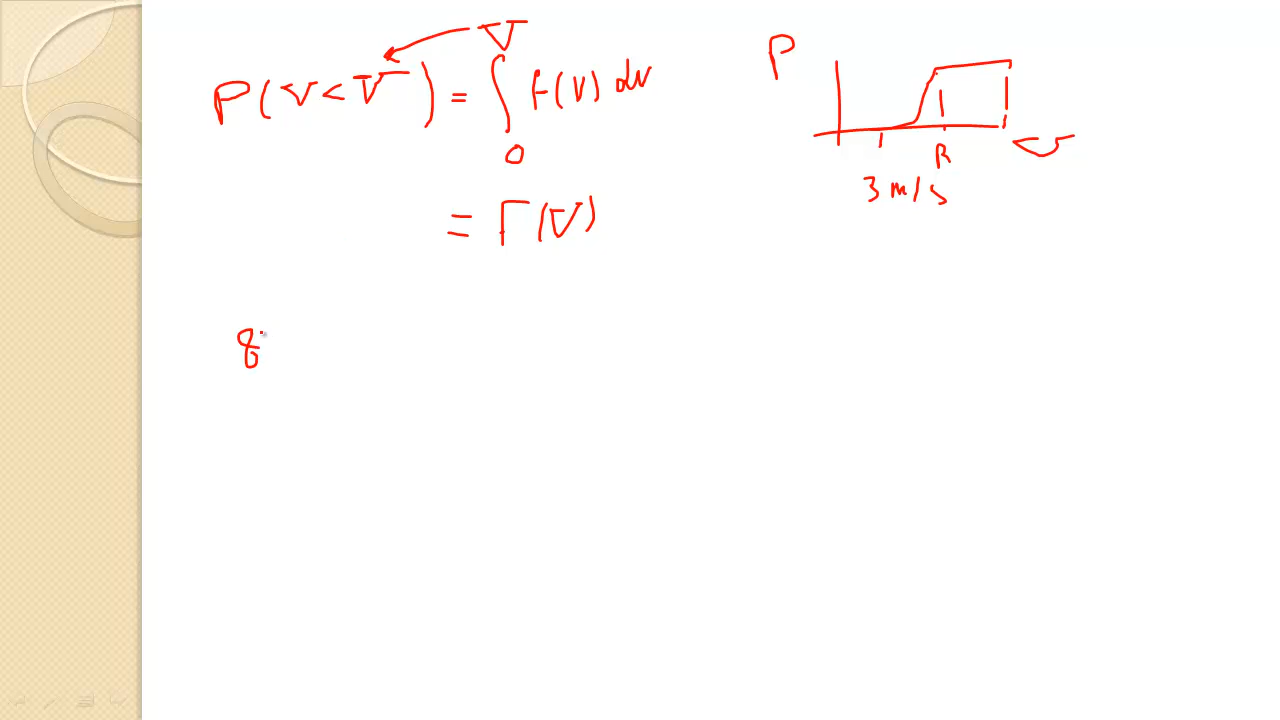 V
P(v<V) = ∫ f(v) dv
0
= Γ(V)
P
R
v
3 m/s
8